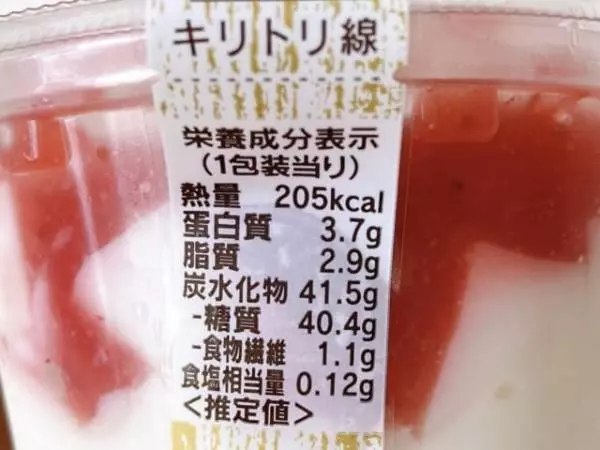 キリトリ線
栄養成分表示
(1包装当り)
熱量 205kcal
蛋白質 3.7g
脂質 2.9g
炭水化物 41.5g
-糖質 40.4g
-食物繊維 1.1g
食塩相当量 0.12g
<推定値>